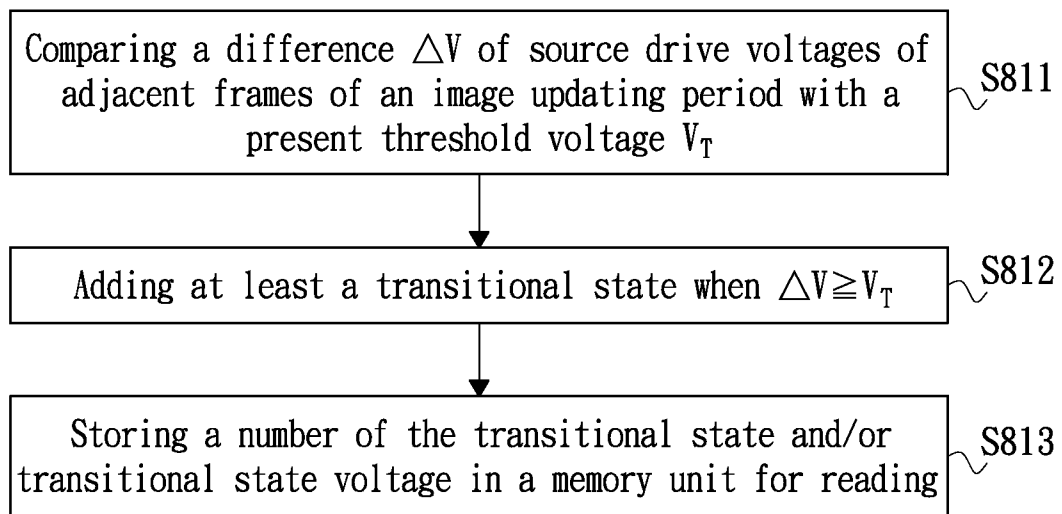 Comparing a difference △V of source drive voltages of
adjacent frames of an image updating period with a
present threshold voltage V_T
S811
Adding at least a transitional state when △V≧V_T
S812
Storing a number of the transitional state and/or
transitional state voltage in a memory unit for reading
S813